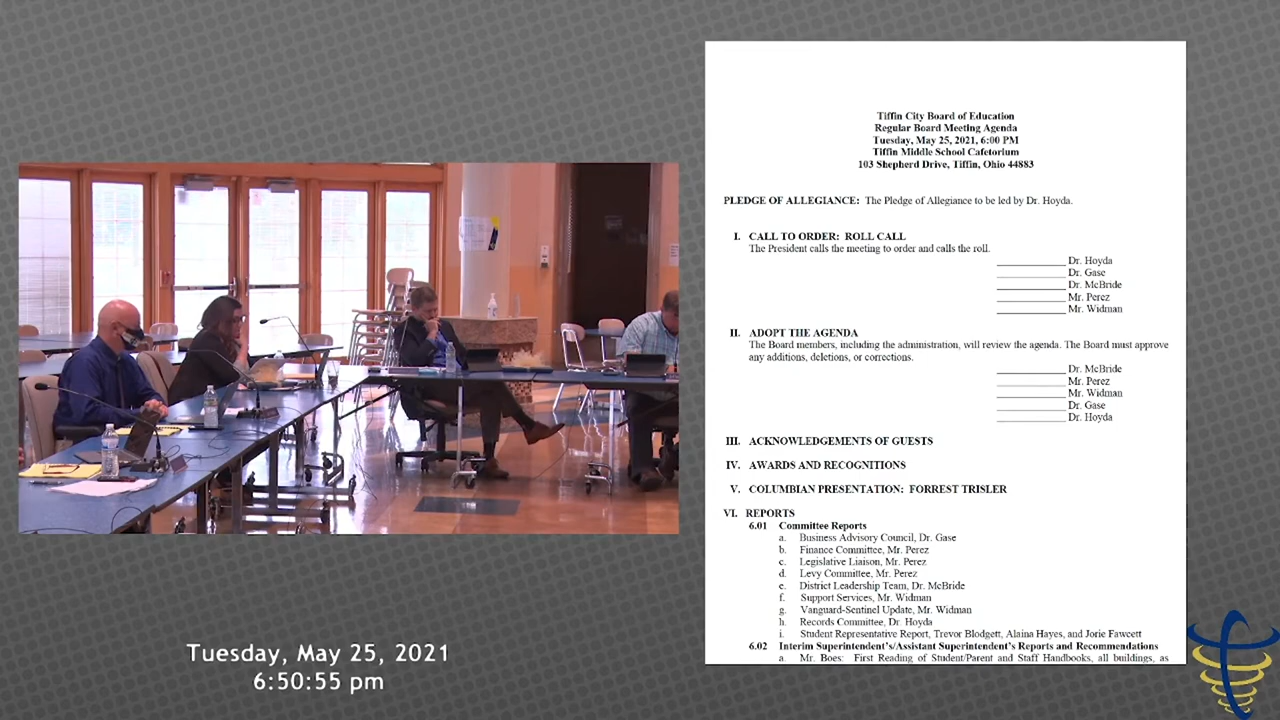 Tiffin City Board of Education
Regular Board Meeting Agenda
Tuesday, May 25, 2021, 6:00 PM
Tiffin Middle School Cafetorium
103 Shepherd Drive, Tiffin, Ohio 44883
PLEDGE OF ALLEGIANCE: The Pledge of Allegiance to be led by Dr. Hoyda.
I. CALL TO ORDER: ROLL CALL
The President calls the meeting to order and calls the roll.
Dr. Hoyda
Dr. Gase
Dr. McBride
Mr. Perez
Mr. Widman
II. ADOPT THE AGENDA
The Board members, including the administration, will review the agenda. The Board must approve
any additions, deletions, or corrections.
Dr. McBride
Mr. Perez
Mr. Widman
Dr. Gase
Dr. Hoyda
III. ACKNOWLEDGEMENTS OF GUESTS
IV. AWARDS AND RECOGNITIONS
V. COLUMBIAN PRESENTATION: FORREST TRISLER
VI. REPORTS
6.01 Committee Reports
a. Business Advisory Council, Dr. Gase
b. Finance Committee, Mr. Perez
c. Legislative Liaison, Mr. Perez
d. Levy Committee, Mr. Perez
e. District Leadership Team, Dr. McBride
f. Support Services, Mr. Widman
g. Vanguard-Sentinel Update, Mr. Widman
h. Records Committee, Dr. Hoyda
i. Student Representative Report, Trevor Blodgett, Alaina Hayes, and Jorie Fawcett
6.02 Interim Superintendent's/Assistant Superintendent's Reports and Recommendations
a. Mr. Boes: First Reading of Student/Parent and Staff Handbooks, all buildings, as
Tuesday, May 25, 2021
6:50:55 pm